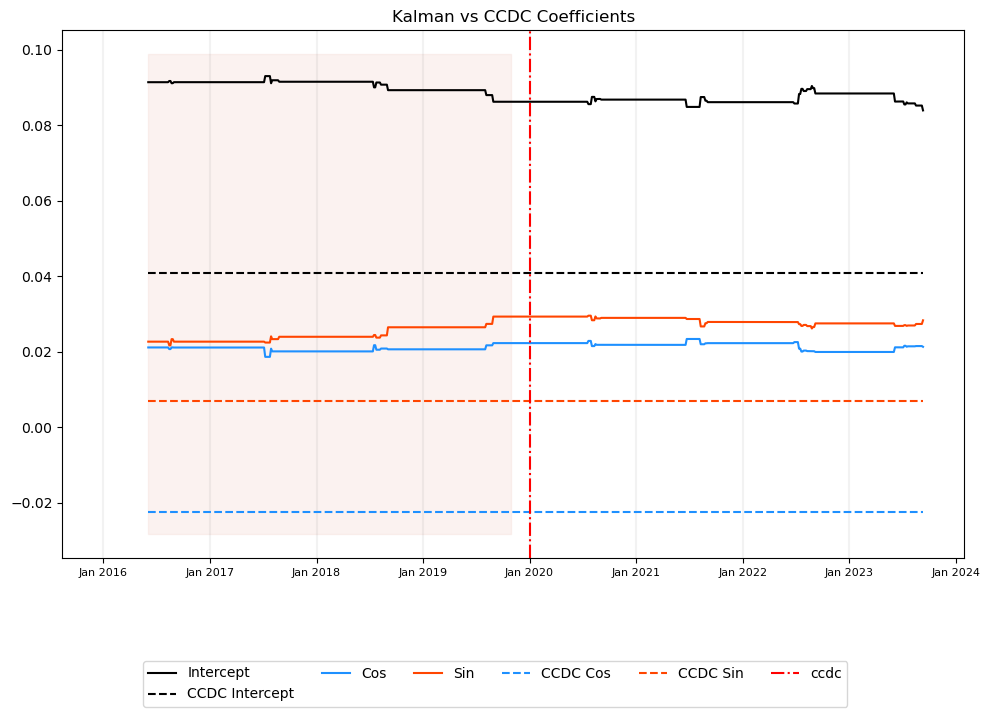 Kalman vs CCDC Coefficients
0.10
0.08
0.06
0.04
0.02
0.00
−0.02
Jan 2016 Jan 2017 Jan 2018 Jan 2019 Jan 2020 Jan 2021 Jan 2022 Jan 2023 Jan 2024
Intercept Cos Sin CCDC Cos CCDC Sin ccdc
CCDC Intercept